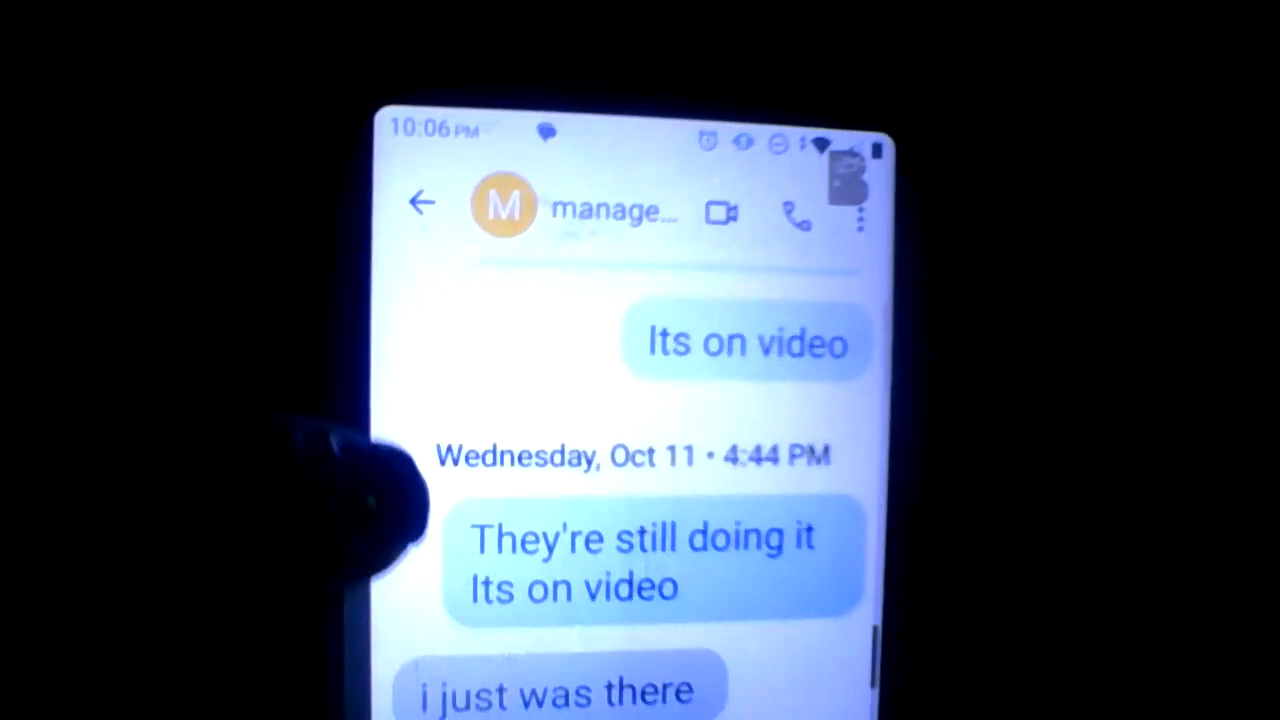 10:06 PM
M manage...
Its on video
Wednesday, Oct 11 • 4:44 PM
They're still doing it
Its on video
i just was there